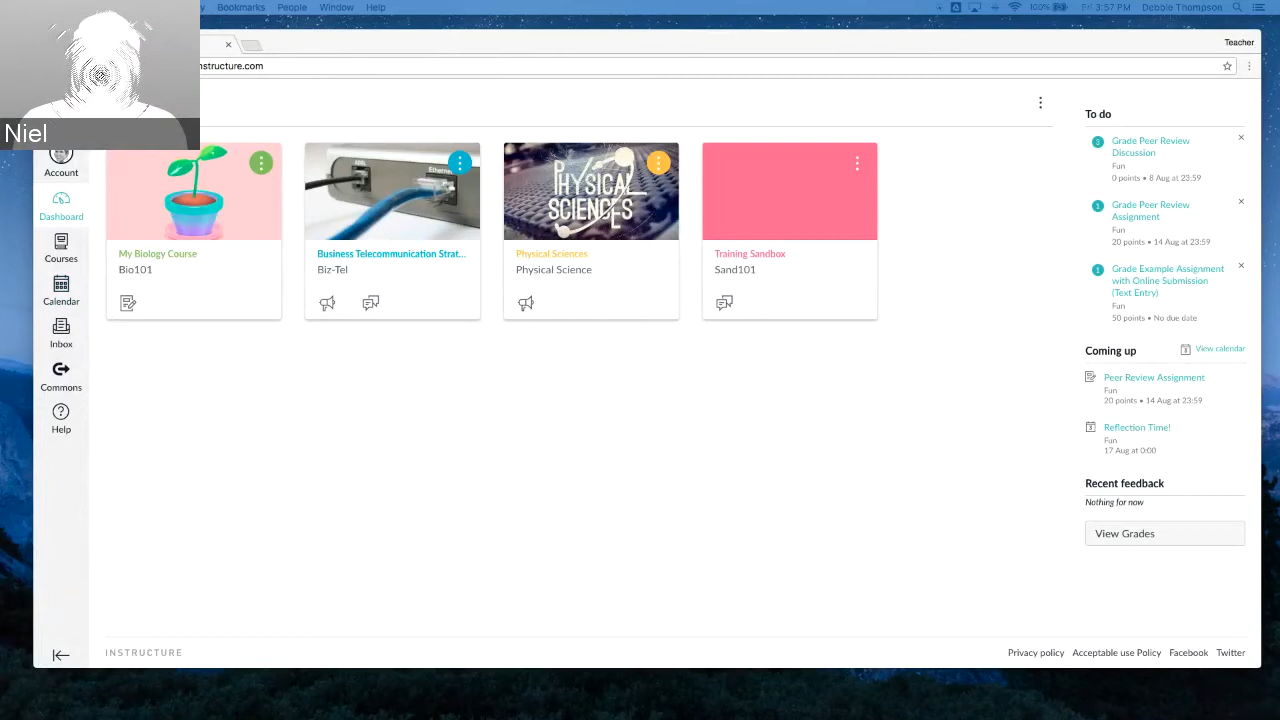 Bookmarks People Window Help
100% Fri 3:57 PM Debbie Thompson
Teacher
nstructure.com
Niel
Account
Dashboard
Courses
Calendar
Inbox
Commons
Help
My Biology Course
Bio101
Ethernet
Business Telecommunication Strat...
Biz-Tel
PHYSICAL
SCIENCES
Physical Sciences
Physical Science
Training Sandbox
Sand101
To do
3
Grade Peer Review
Discussion
Fun
0 points • 8 Aug at 23:59
1
Grade Peer Review
Assignment
Fun
20 points • 14 Aug at 23:59
1
Grade Example Assignment
with Online Submission
(Text Entry)
Fun
50 points • No due date
Coming up
View calendar
Peer Review Assignment
Fun
20 points • 14 Aug at 23:59
Reflection Time!
Fun
17 Aug at 0:00
Recent feedback
Nothing for now
View Grades
INSTRUCTURE
Privacy policy Acceptable use Policy Facebook Twitter